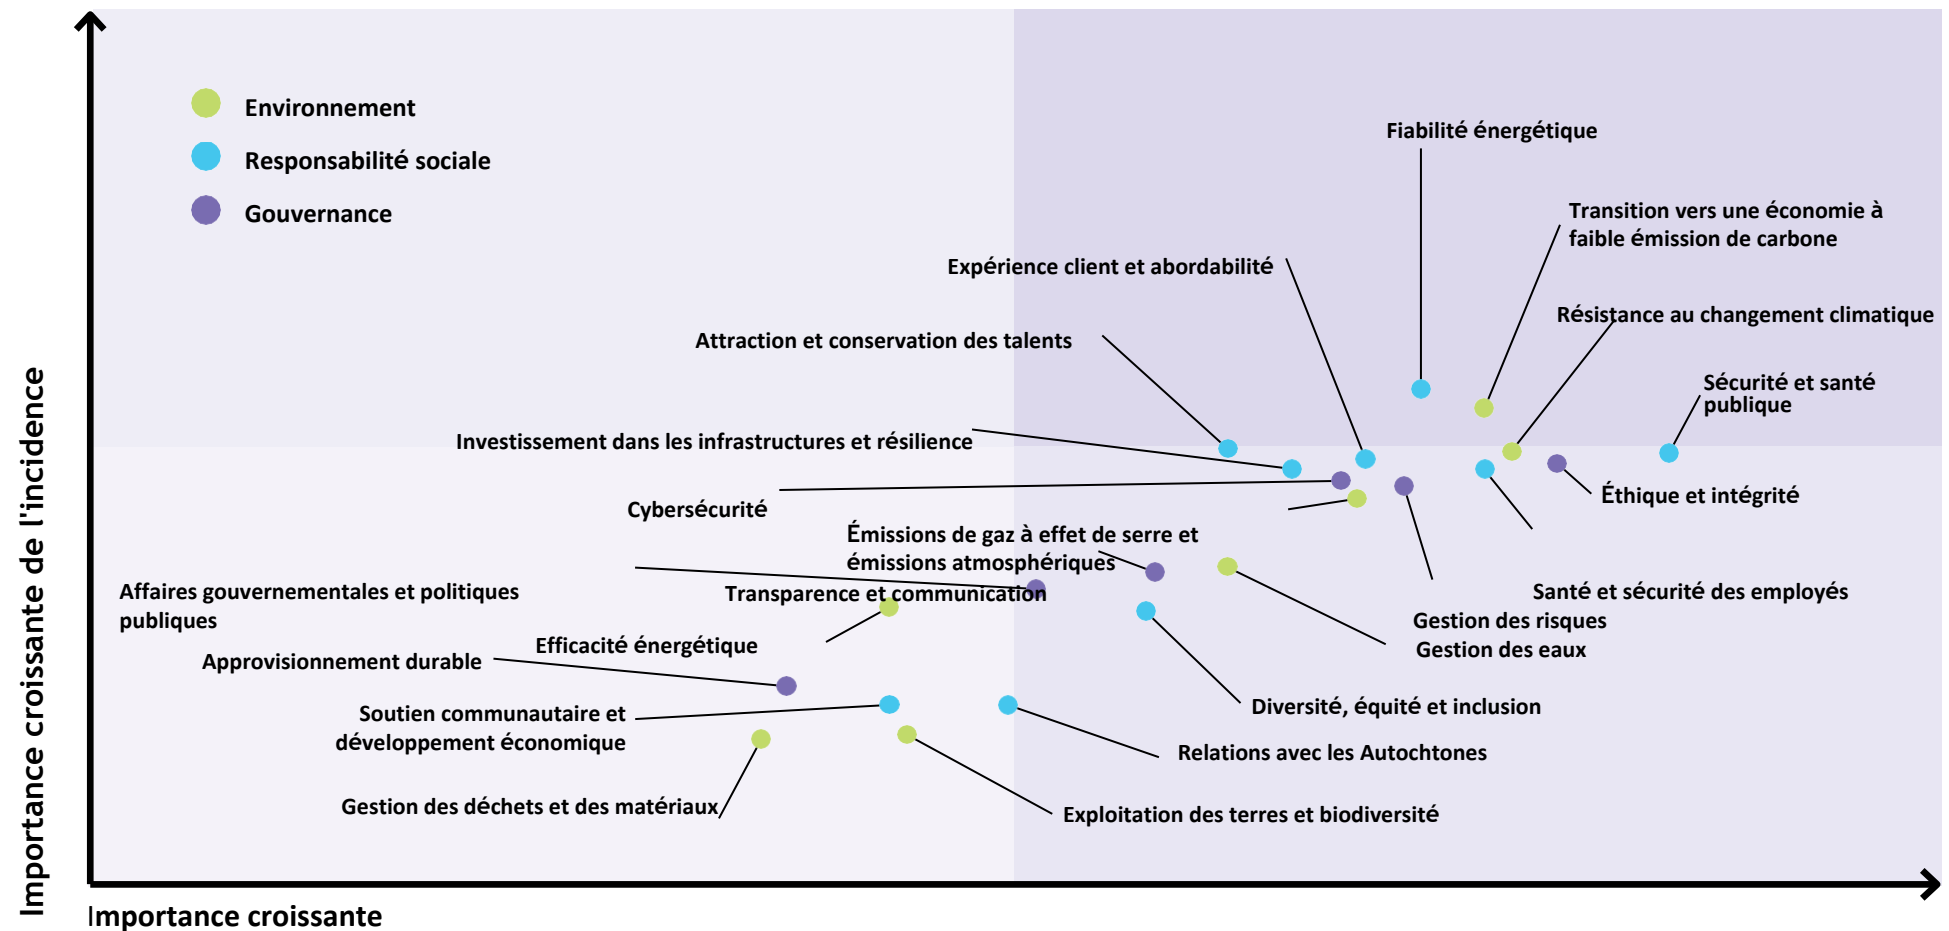 Environnement
Responsabilité sociale
Gouvernance
Fiabilité énergétique
Transition vers une économie à
faible émission de carbone
Expérience client et abordabilité
Résistance au changement climatique
Attraction et conservation des talents
Sécurité et santé
publique
Investissement dans les infrastructures et résilience
Éthique et intégrité
Cybersécurité
Émissions de gaz à effet de serre et
émissions atmosphériques
Affaires gouvernementales et politiques
publiques
Transparence et communication
Santé et sécurité des employés
Gestion des risques
Efficacité énergétique
Gestion des eaux
Approvisionnement durable
Soutien communautaire et
développement économique
Diversité, équité et inclusion
Relations avec les Autochtones
Gestion des déchets et des matériaux
Exploitation des terres et biodiversité
Importance croissante de l'incidence
Importance croissante